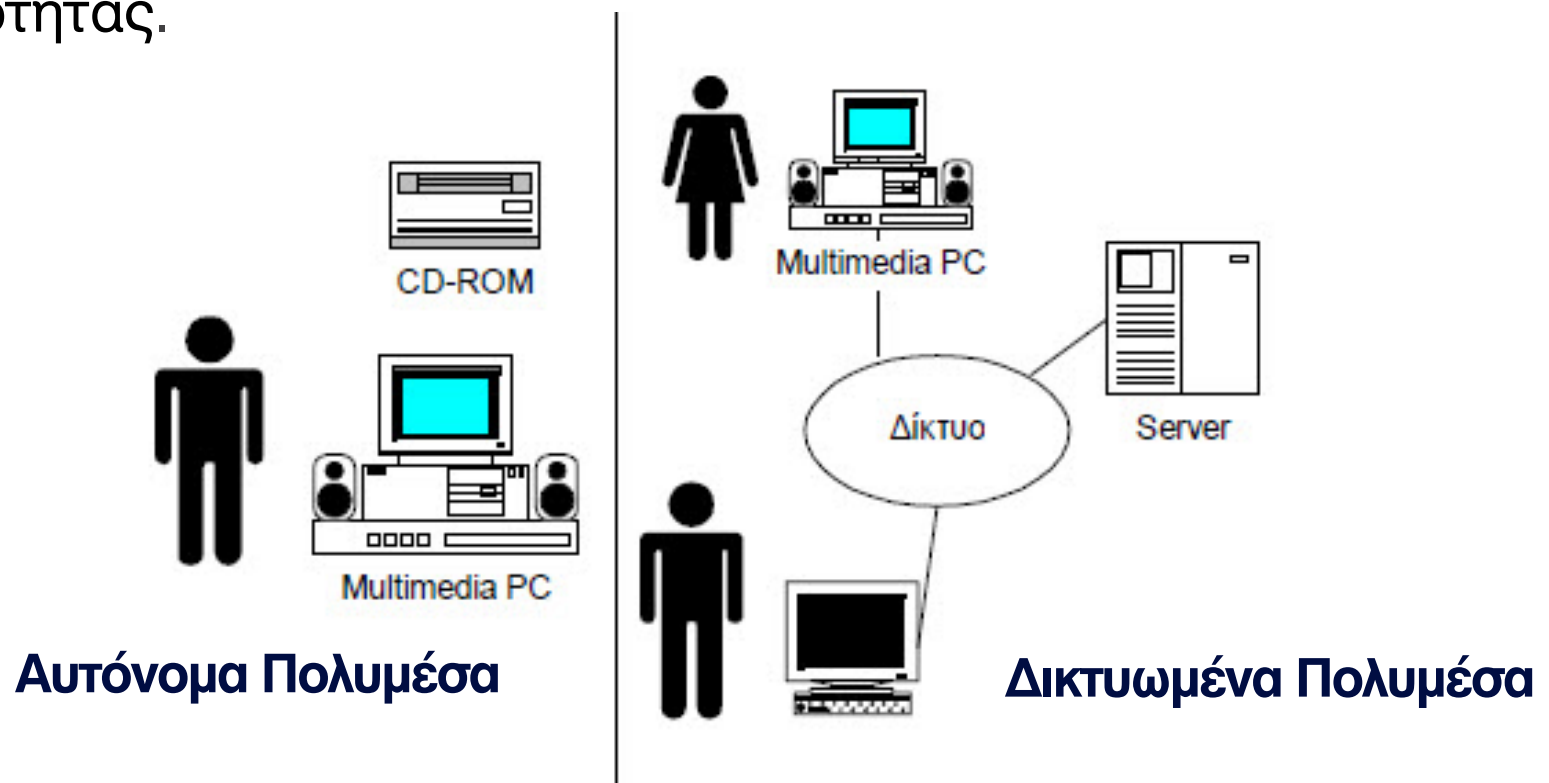 CD-ROM
Multimedia PC
Αυτόνομα Πολυμέσα
Multimedia PC
Δίκτυο
Server
Δικτυωμένα Πολυμέσα